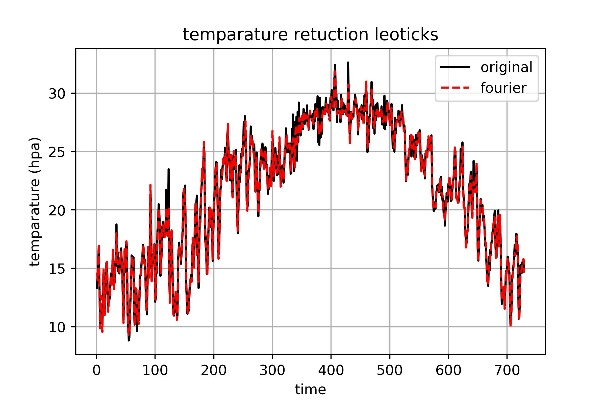 temparature retuction leoticks
original
fourier
temparature (hpa)
30
25
20
15
10
0 100 200 300 400 500 600 700
time